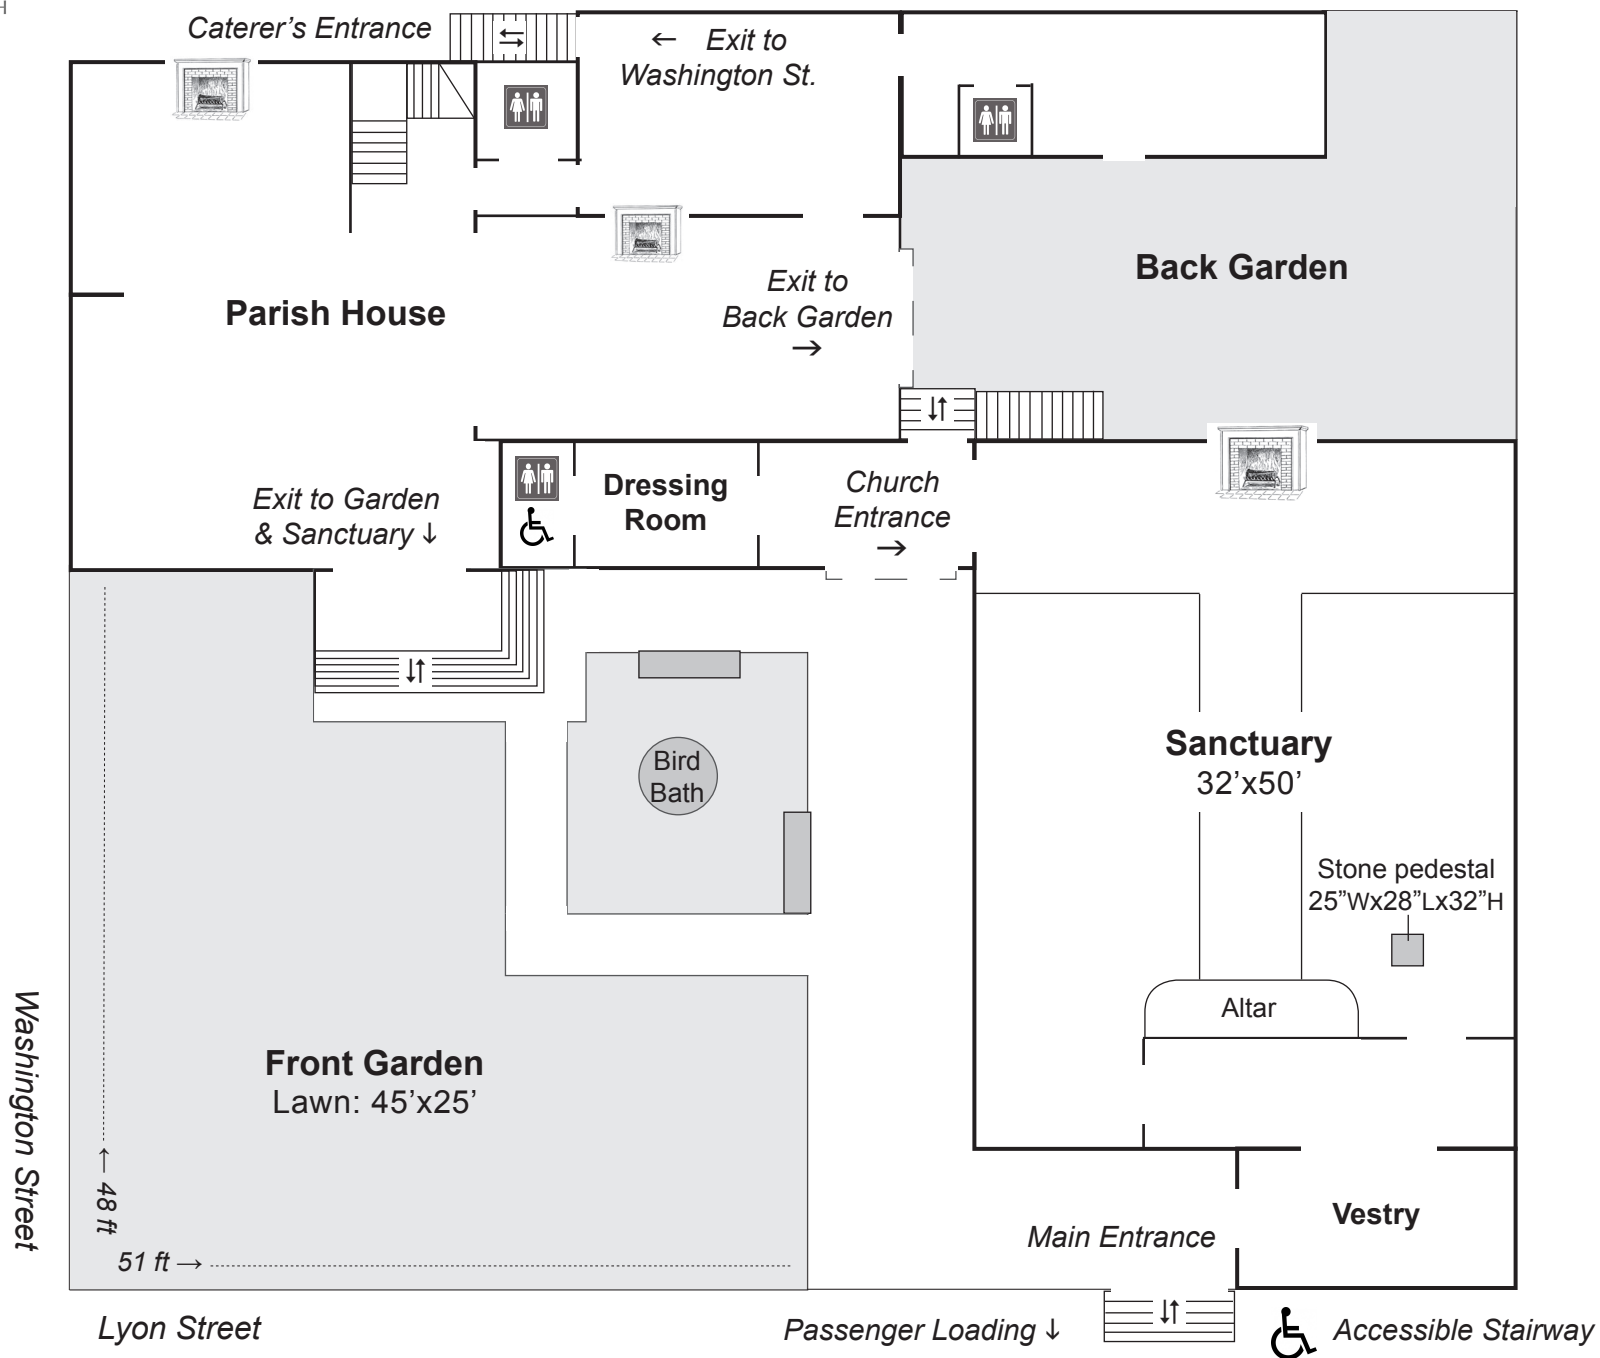 H
Caterer's Entrance
← Exit to
Washington St.
Back Garden
Exit to
Back Garden
→
Parish House
Dressing
Room
Church
Entrance
→
Exit to Garden
& Sanctuary ↓
Sanctuary
32'x50'
Bird
Bath
Stone pedestal
25”Wx28”Lx32”H
Altar
Front Garden
Lawn: 45'x25'
Washington Street
← 48 ft
51 ft →
Vestry
Main Entrance
Lyon Street
Passenger Loading ↓
Accessible Stairway